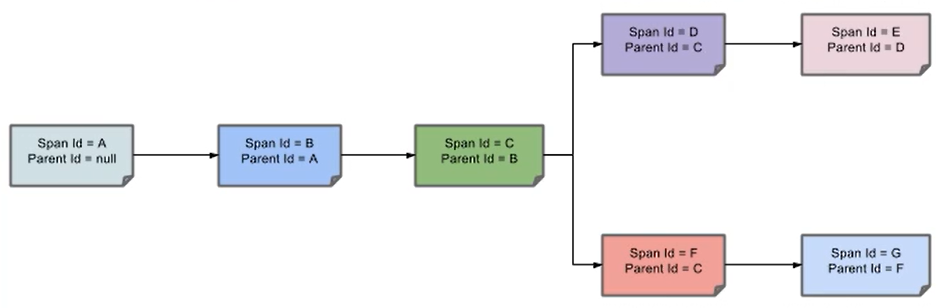 Span Id = D
Parent Id = C
Span Id = E
Parent Id = D
Span Id = A
Parent Id = null
Span Id = B
Parent Id = A
Span Id = C
Parent Id = B
Span Id = F
Parent Id = C
Span Id = G
Parent Id = F